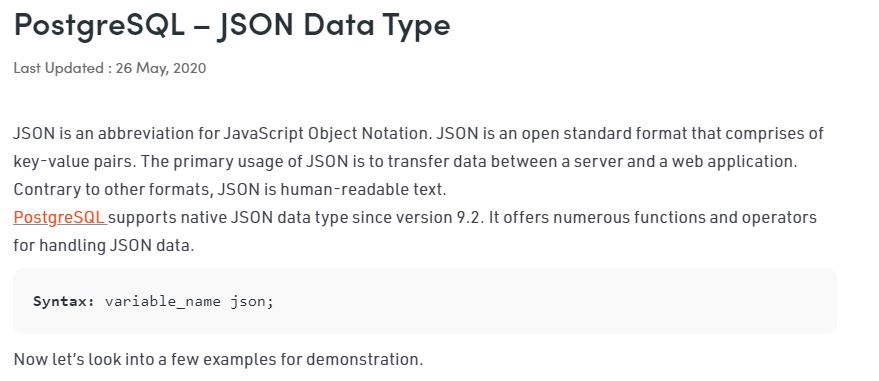 PostgreSQL – JSON Data Type
Last Updated : 26 May, 2020
JSON is an abbreviation for JavaScript Object Notation. JSON is an open standard format that comprises of
key-value pairs. The primary usage of JSON is to transfer data between a server and a web application.
Contrary to other formats, JSON is human-readable text.
PostgreSQL supports native JSON data type since version 9.2. It offers numerous functions and operators
for handling JSON data.
Syntax: variable_name json;
Now let's look into a few examples for demonstration.